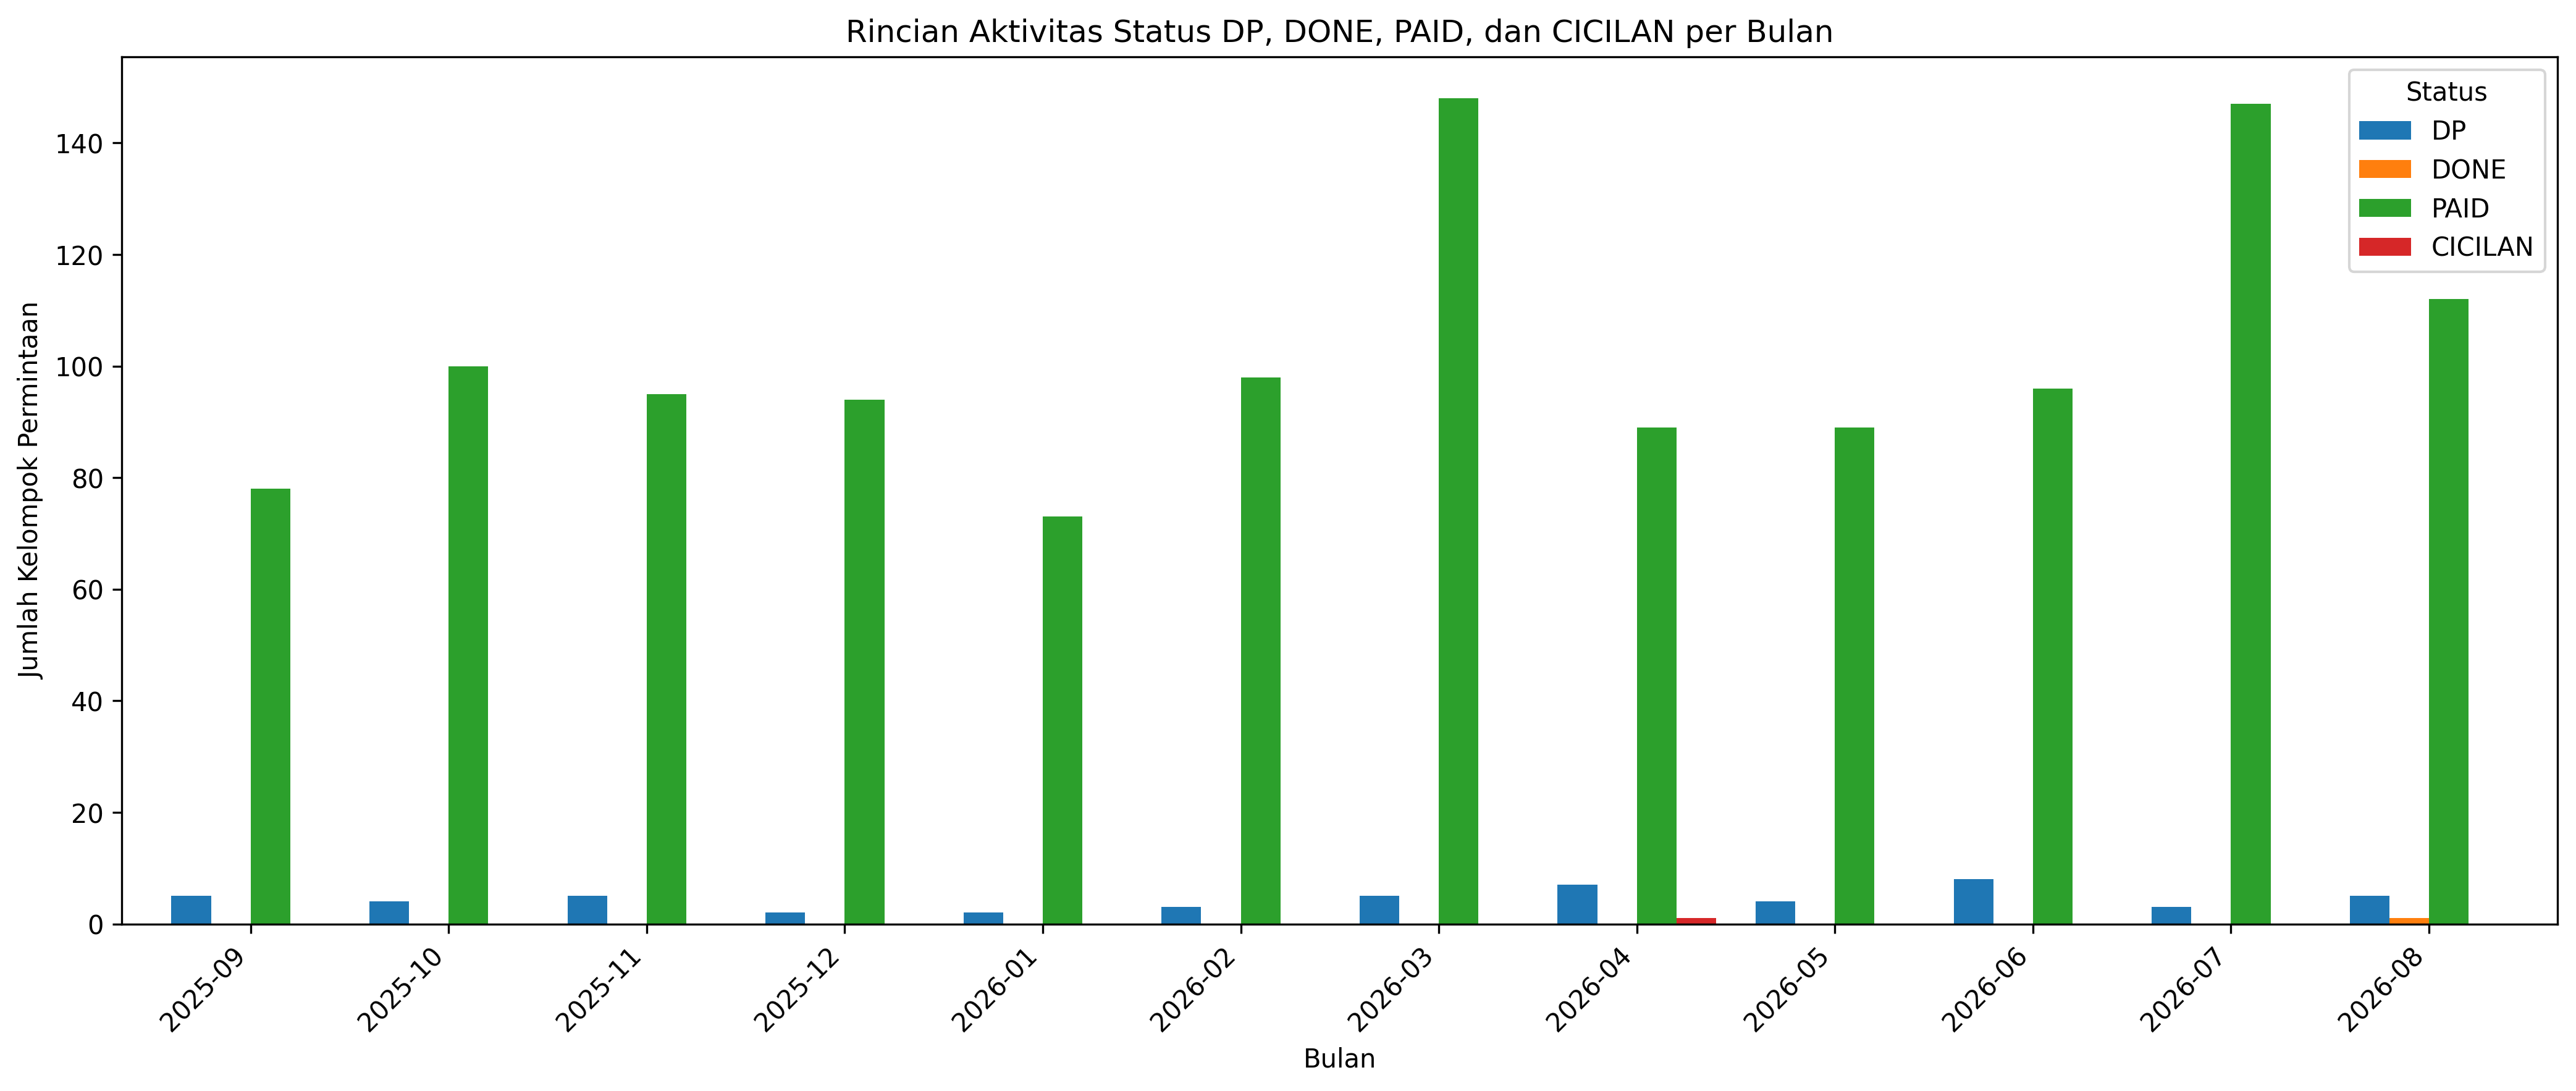 Rincian Aktivitas Status DP, DONE, PAID, dan CICILAN per Bulan
Jumlah Kelompok Permintaan
140
120
100
80
60
40
20
0
Status
DP
DONE
PAID
CICILAN
2025-09
2025-10
2025-11
2025-12
2026-01
2026-02
2026-03
2026-04
2026-05
2026-06
2026-07
2026-08
Bulan